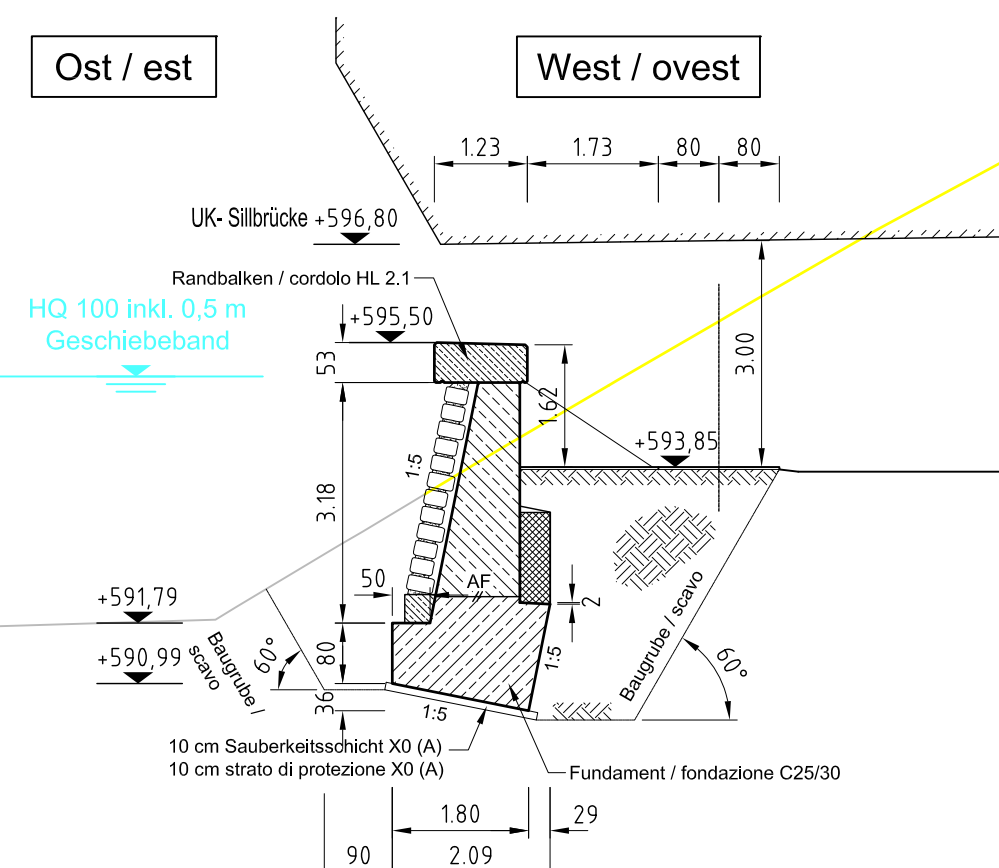 Ost / est
West / ovest
1.23
1.73
80
80
UK- Sillbrücke +596,80
Randbalken / cordolo HL 2.1
HQ 100 inkl. 0,5 m
Geschiebeband
+595,50
53
1.62
3.00
+593,85
1:5
3.18
50
AF
2
+591,79
+590,99
80
36
60°
Baugrube /
scavo
1:5
1:5
Baugrube / scavo
60°
10 cm Sauberkeitsschicht X0 (A)
10 cm strato di protezione X0 (A)
Fundament / fondazione C25/30
1.80
29
90
2.09